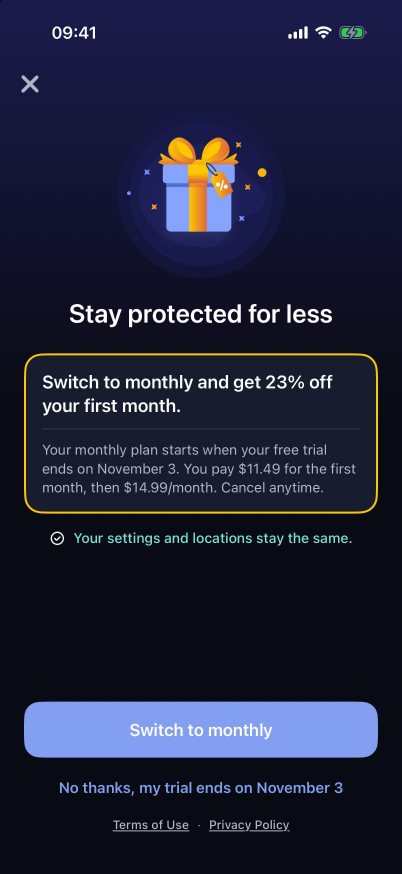 09:41
%
Stay protected for less
Switch to monthly and get 23% off
your first month.
Your monthly plan starts when your free trial
ends on November 3. You pay $11.49 for the first
month, then $14.99/month. Cancel anytime.
Your settings and locations stay the same.
Switch to monthly
No thanks, my trial ends on November 3
Terms of Use · Privacy Policy